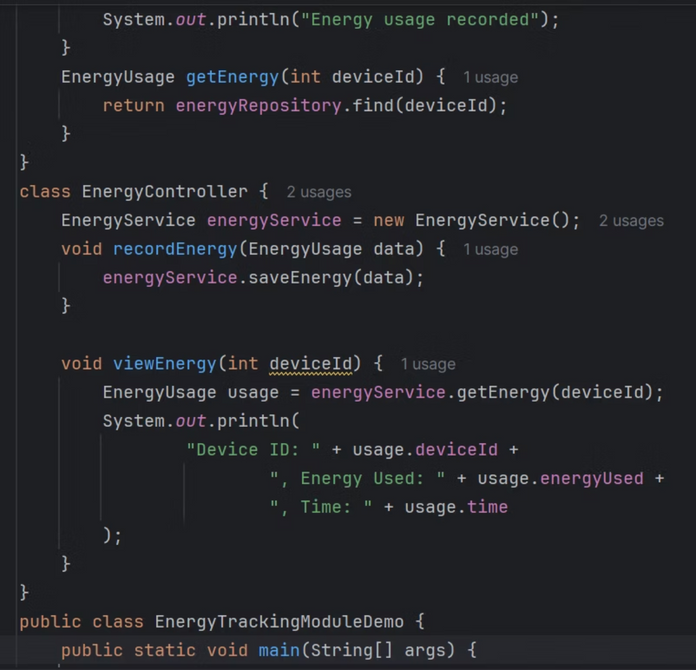 System.out.println("Energy usage recorded");
}
EnergyUsage getEnergy(int deviceId) { 1 usage
return energyRepository.find(deviceId);
}
}
class EnergyController { 2 usages
EnergyService energyService = new EnergyService(); 2 usages
void recordEnergy(EnergyUsage data) { 1 usage
energyService.saveEnergy(data);
}
void viewEnergy(int deviceId) { 1 usage
EnergyUsage usage = energyService.getEnergy(deviceId);
System.out.println(
"Device ID: " + usage.deviceId +
", Energy Used: " + usage.energyUsed +
", Time: " + usage.time
);
}
}
public class EnergyTrackingModuleDemo {
public static void main(String[] args) {